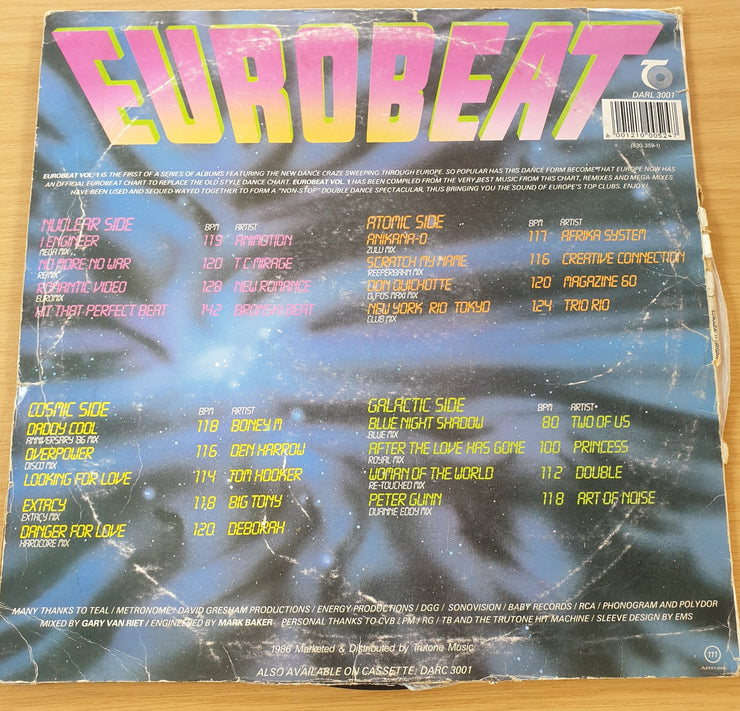 EUROBEAT
DARL 3001
6 001210 005247
(830 359-1)
EUROBEAT VOL. 1 IS THE FIRST OF A SERIES OF ALBUMS FEATURING THE NEW DANCE CRAZE SWEEPING THROUGH EUROPE. SO POPULAR HAS THIS DANCE FORM BECOME THAT EUROPE NOW HAS
AN OFFICIAL EUROBEAT CHART TO REPLACE THE OLD STYLE DANCE CHART. EUROBEAT VOL. 1 HAS BEEN COMPILED FROM THE VERY BEST MUSIC FROM THIS CHART, REMIXES AND MEGA-MIXES
HAVE BEEN USED AND SEQUED WAYED TOGETHER TO FORM A "NON-STOP" DOUBLE DANCE SPECTACULAR, THUS BRINGING YOU THE SOUND OF EUROPE'S TOP CLUBS. ENJOY!
NUCLEAR SIDE BPM ARTIST
I ENGINEER 119 ANIMOTION
MEGA MIX
NO MORE NO WAR 120 T C MIRAGE
REMIX
ROMANTIC VIDEO 128 NEW ROMANCE
EUROMIX
HIT THAT PERFECT BEAT 142 BRONSKI BEAT
ATOMIC SIDE BPM ARTIST
ANIKANA-O 117 AFRIKA SYSTEM
ZULU MIX
SCRATCH MY NAME 116 CREATIVE CONNECTION
REEPERBAHN MIX
DON QUICHOTTE 120 MAGAZINE 60
DJ'OS MAXI MIX
NEW YORK RIO TOKYO 124 TRIO RIO
CLUB MIX
COSMIC SIDE BPM ARTIST
DADDY COOL 118 BONEY M
ANNIVERSARY '86 MIX
OVERPOWER 116 DEN HARROW
DISCO MIX
LOOKING FOR LOVE 114 TOM HOOKER
EXTACY 118 BIG TONY
EXTACY MIX
DANGER FOR LOVE 120 DEBORAH
HARDCORE MIX
GALACTIC SIDE BPM ARTIST
BLUE NIGHT SHADOW 80 TWO OF US
BLUE MIX
AFTER THE LOVE HAS GONE 100 PRINCESS
ROYAL MIX
WOMAN OF THE WORLD 112 DOUBLE
RE-TOUCHED MIX
PETER GUNN 118 ART OF NOISE
DUANNE EDDY MIX
MANY THANKS TO TEAL / METRONOME / DAVID GRESHAM PRODUCTIONS / ENERGY PRODUCTIONS / DGG / SONOVISION / BABY RECORDS / RCA / PHONOGRAM AND POLYDOR
MIXED BY GARY VAN RIET / ENGINEERED BY MARK BAKER PERSONAL THANKS TO CVB / PM / RG / TB AND THE TRUTONE HIT MACHINE / SLEEVE DESIGN BY EMS
1986 Marketed & Distributed by Trutone Music
ALSO AVAILABLE ON CASSETTE: DARC 3001